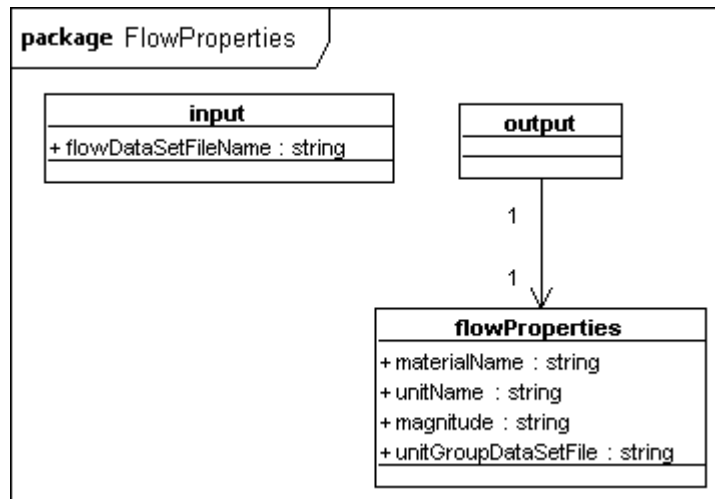 package FlowProperties
input
+ flowDataSetFileName : string
output
1
1
flowProperties
+ materialName : string
+ unitName : string
+ magnitude : string
+ unitGroupDataSetFile : string